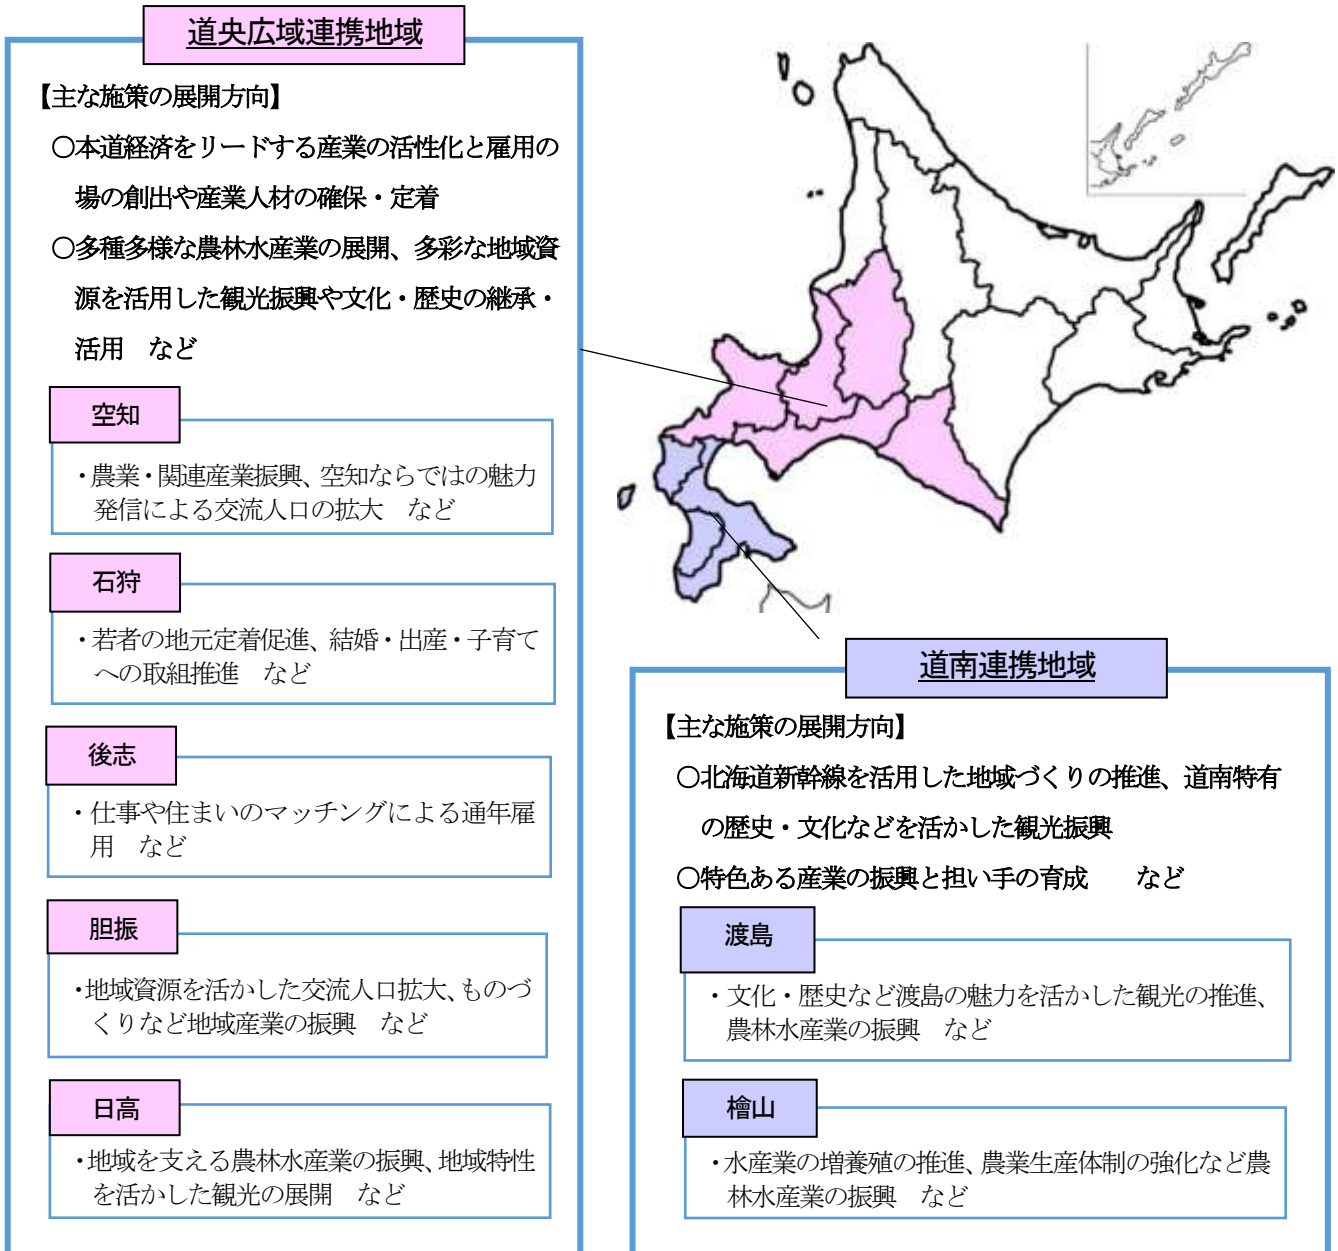 道央広域連携地域
【主な施策の展開方向】
○本道経済をリードする産業の活性化と雇用の
場の創出や産業人材の確保・定着
○多種多様な農林水産業の展開、多彩な地域資
源を活用した観光振興や文化・歴史の継承・
活用　など
空知
・農業・関連産業振興、空知ならではの魅力
発信による交流人口の拡大　など
石狩
・若者の地元定着促進、結婚・出産・子育て
への取組推進　など
後志
・仕事や住まいのマッチングによる通年雇
用　など
胆振
・地域資源を活かした交流人口拡大、ものづ
くりなど地域産業の振興　など
日高
・地域を支える農林水産業の振興、地域特性
を活かした観光の展開　など
道南連携地域
【主な施策の展開方向】
○北海道新幹線を活用した地域づくりの推進、道南特有
の歴史・文化などを活かした観光振興
○特色ある産業の振興と担い手の育成　　など
渡島
・文化・歴史など渡島の魅力を活かした観光の推進、
農林水産業の振興　など
檜山
・水産業の増養殖の推進、農業生産体制の強化など農
林水産業の振興　など